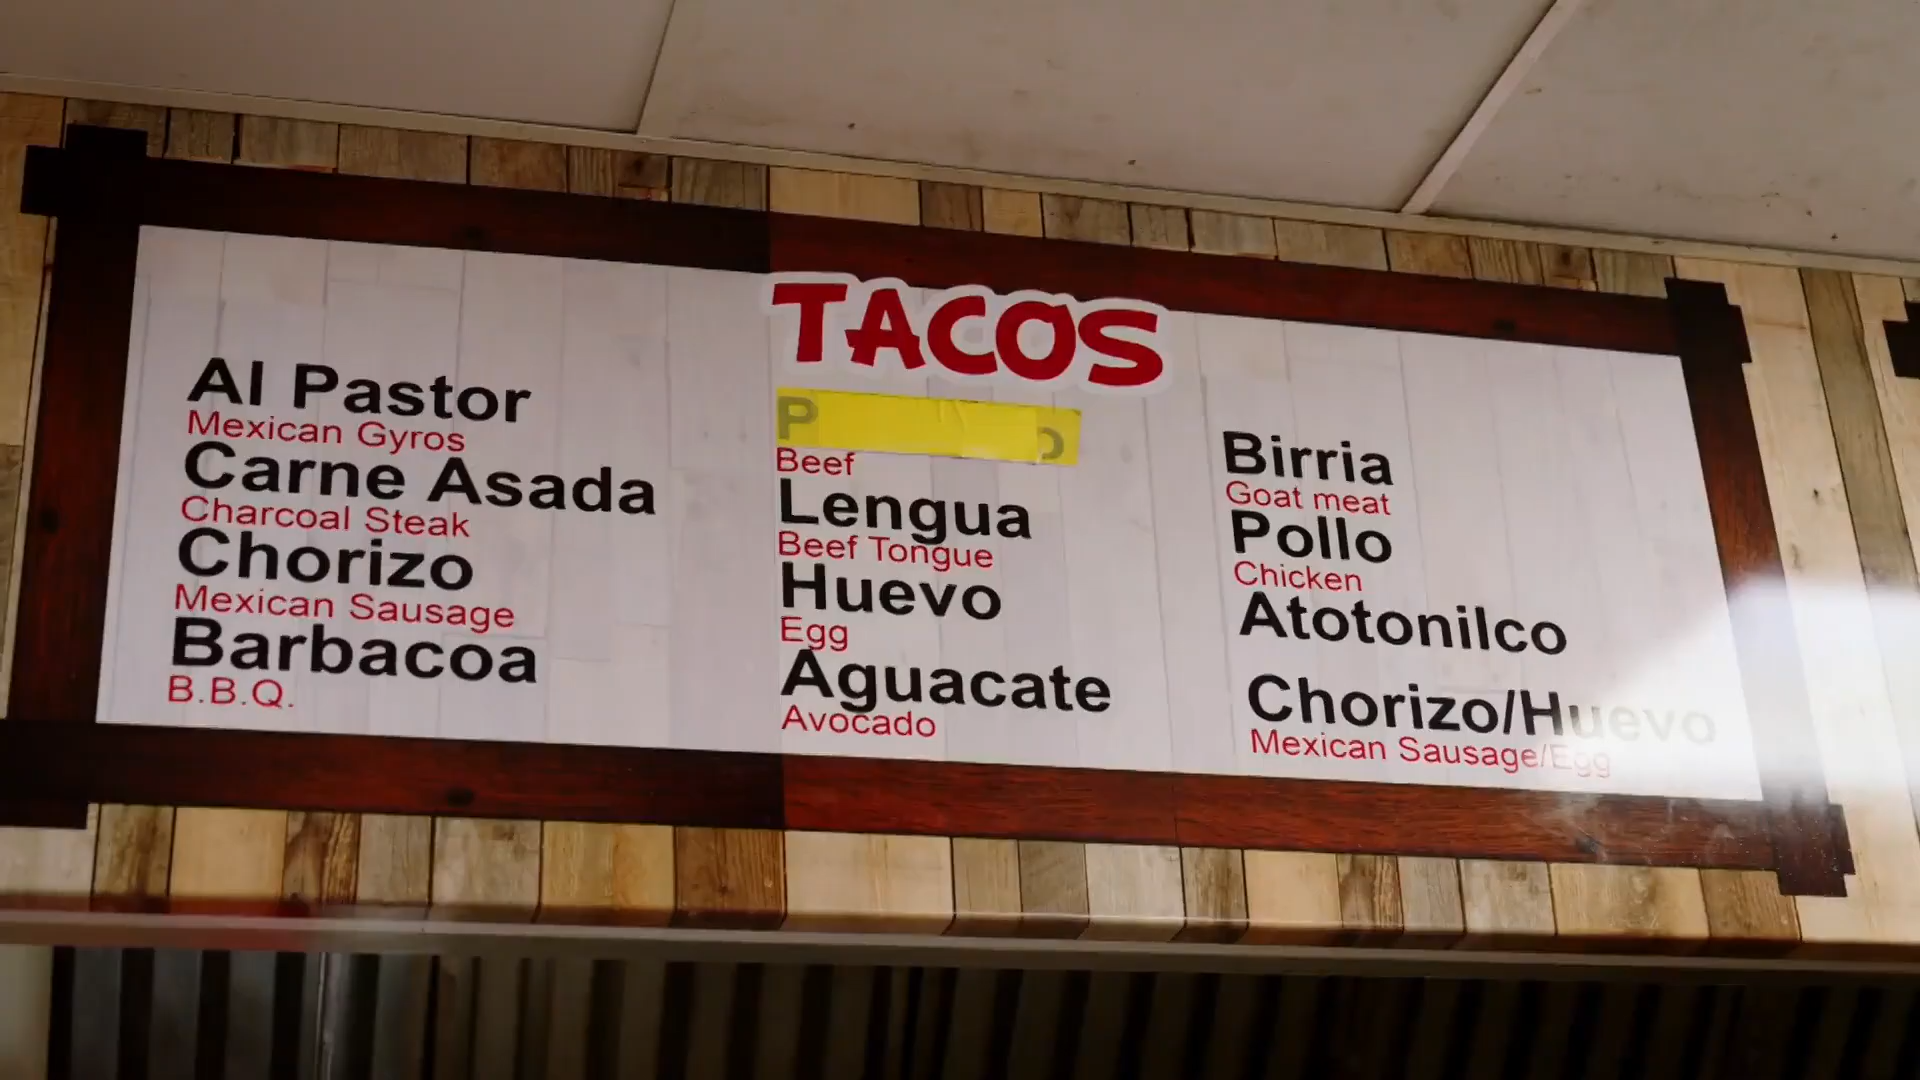 TACOS
Al Pastor
Mexican Gyros
Carne Asada
Charcoal Steak
Chorizo
Mexican Sausage
Barbacoa
B.B.Q.
Beef
Lengua
Beef Tongue
Huevo
Egg
Aguacate
Avocado
Birria
Goat meat
Pollo
Chicken
Atotonilco
Chorizo/Huevo
Mexican Sausage/Egg